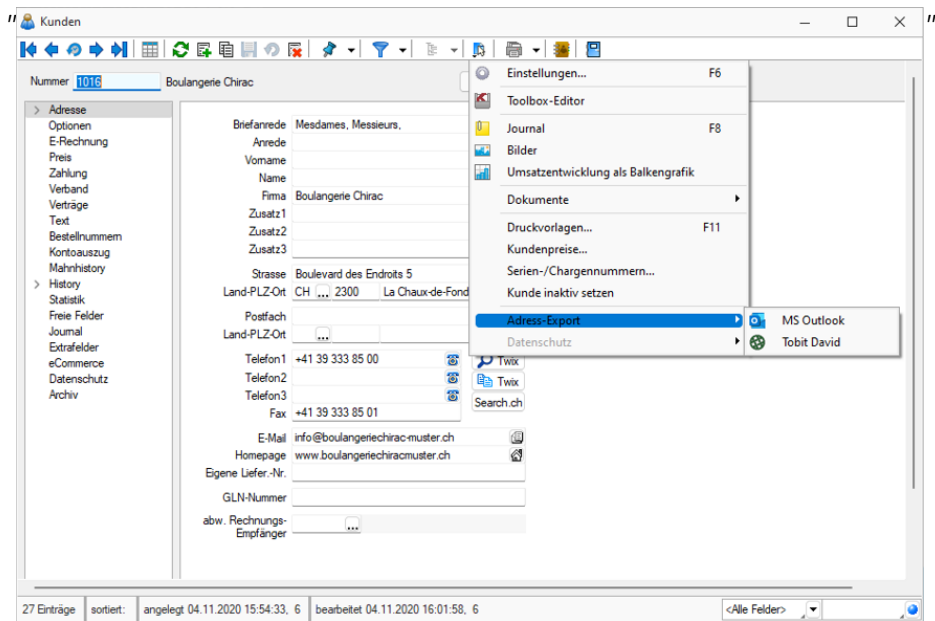 "
Kunden
"
Nummer 1016 Boulangerie Chirac
Adresse
Optionen
E-Rechnung
Preis
Zahlung
Verband
Verträge
Text
Bestellnummern
Kontoauszug
Mahnhistory
History
Statistik
Freie Felder
Journal
Extrafelder
eCommerce
Datenschutz
Archiv
Briefanrede Mesdames, Messieurs,
Anrede
Vorname
Name
Firma Boulangerie Chirac
Zusatz1
Zusatz2
Zusatz3
Strasse Boulevard des Endroits 5
Land-PLZ-Ort CH ... 2300 La Chaux-de-Fond
Postfach
Land-PLZ-Ort ...
Telefon1 +41 39 333 85 00 Twix
Telefon2 Twix
Telefon3 Search.ch
Fax +41 39 333 85 01
E-Mail info@boulangeriechirac-muster.ch
Homepage www.boulangeriechiracmuster.ch
Eigene Liefer.-Nr.
GLN-Nummer
abw. Rechnungs-
Empfänger ...
Einstellungen... F6
Toolbox-Editor
Journal F8
Bilder
Umsatzentwicklung als Balkengrafik
Dokumente
Druckvorlagen... F11
Kundenpreise...
Serien-/Chargennummern...
Kunde inaktiv setzen
Adress-Export
Datenschutz
MS Outlook
Tobit David
27 Einträge sortiert: angelegt 04.11.2020 15:54:33, 6 bearbeitet 04.11.2020 16:01:58, 6 <Alle Felder>